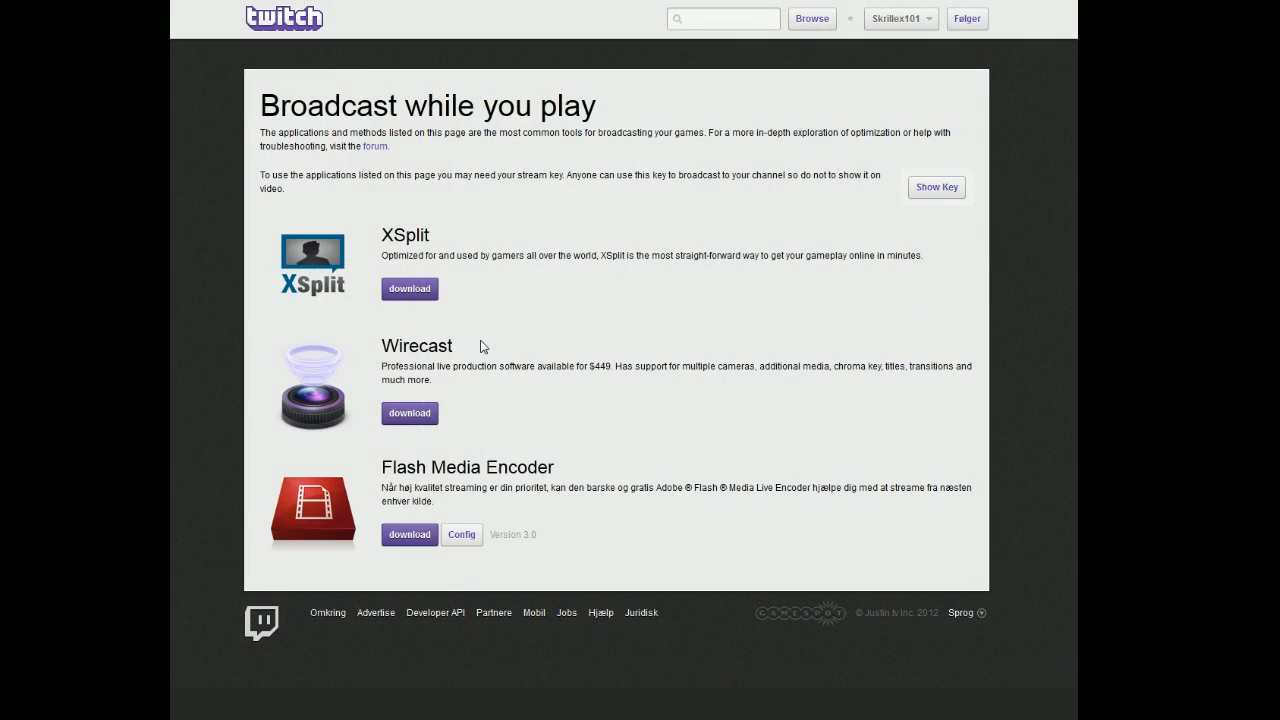 twitch
Browse
Skrillex101
Følger
Broadcast while you play
The applications and methods listed on this page are the most common tools for broadcasting your games. For a more in-depth exploration of optimization or help with
troubleshooting, visit the forum.
To use the applications listed on this page you may need your stream key. Anyone can use this key to broadcast to your channel so do not to show it on
video.
Show Key
XSplit
XSplit
Optimized for and used by gamers all over the world, XSplit is the most straight-forward way to get your gameplay online in minutes.
download
Wirecast
Professional live production software available for $449. Has support for multiple cameras, additional media, chroma key, titles, transitions and
much more.
download
Flash Media Encoder
Når høj kvalitet streaming er din prioritet, kan den barske og gratis Adobe ® Flash ® Media Live Encoder hjælpe dig med at streame fra næsten
enhver kilde.
download Config Version 3.0
Omkring Advertise Developer API Partnere Mobil Jobs Hjælp Juridisk GAMESPOT © Justin.tv Inc. 2012 Sprog